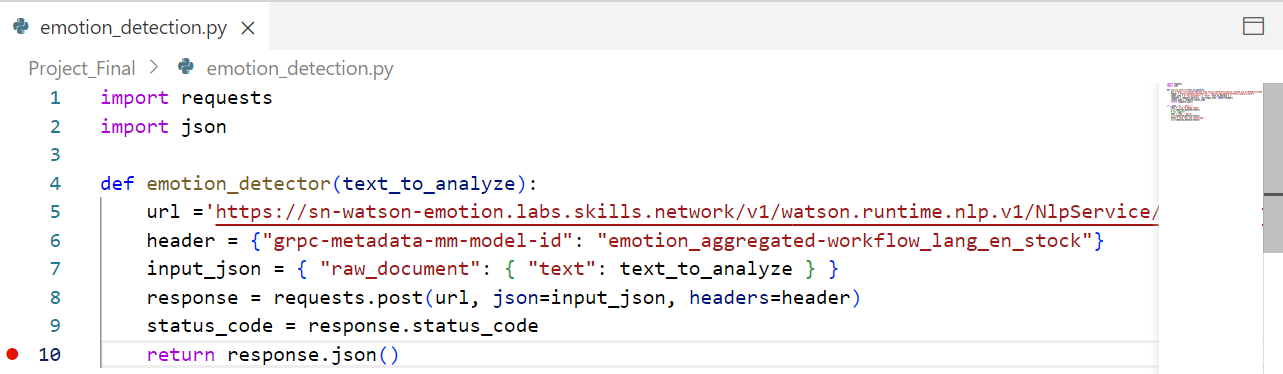 emotion_detection.py
Project_Final > emotion_detection.py
1 import requests
2 import json
3
4 def emotion_detector(text_to_analyze):
5     url ='https://sn-watson-emotion.labs.skills.network/v1/watson.runtime.nlp.v1/NlpService/
6     header = {"grpc-metadata-mm-model-id": "emotion_aggregated-workflow_lang_en_stock"}
7     input_json = { "raw_document": { "text": text_to_analyze } }
8     response = requests.post(url, json=input_json, headers=header)
9     status_code = response.status_code
10     return response.json()